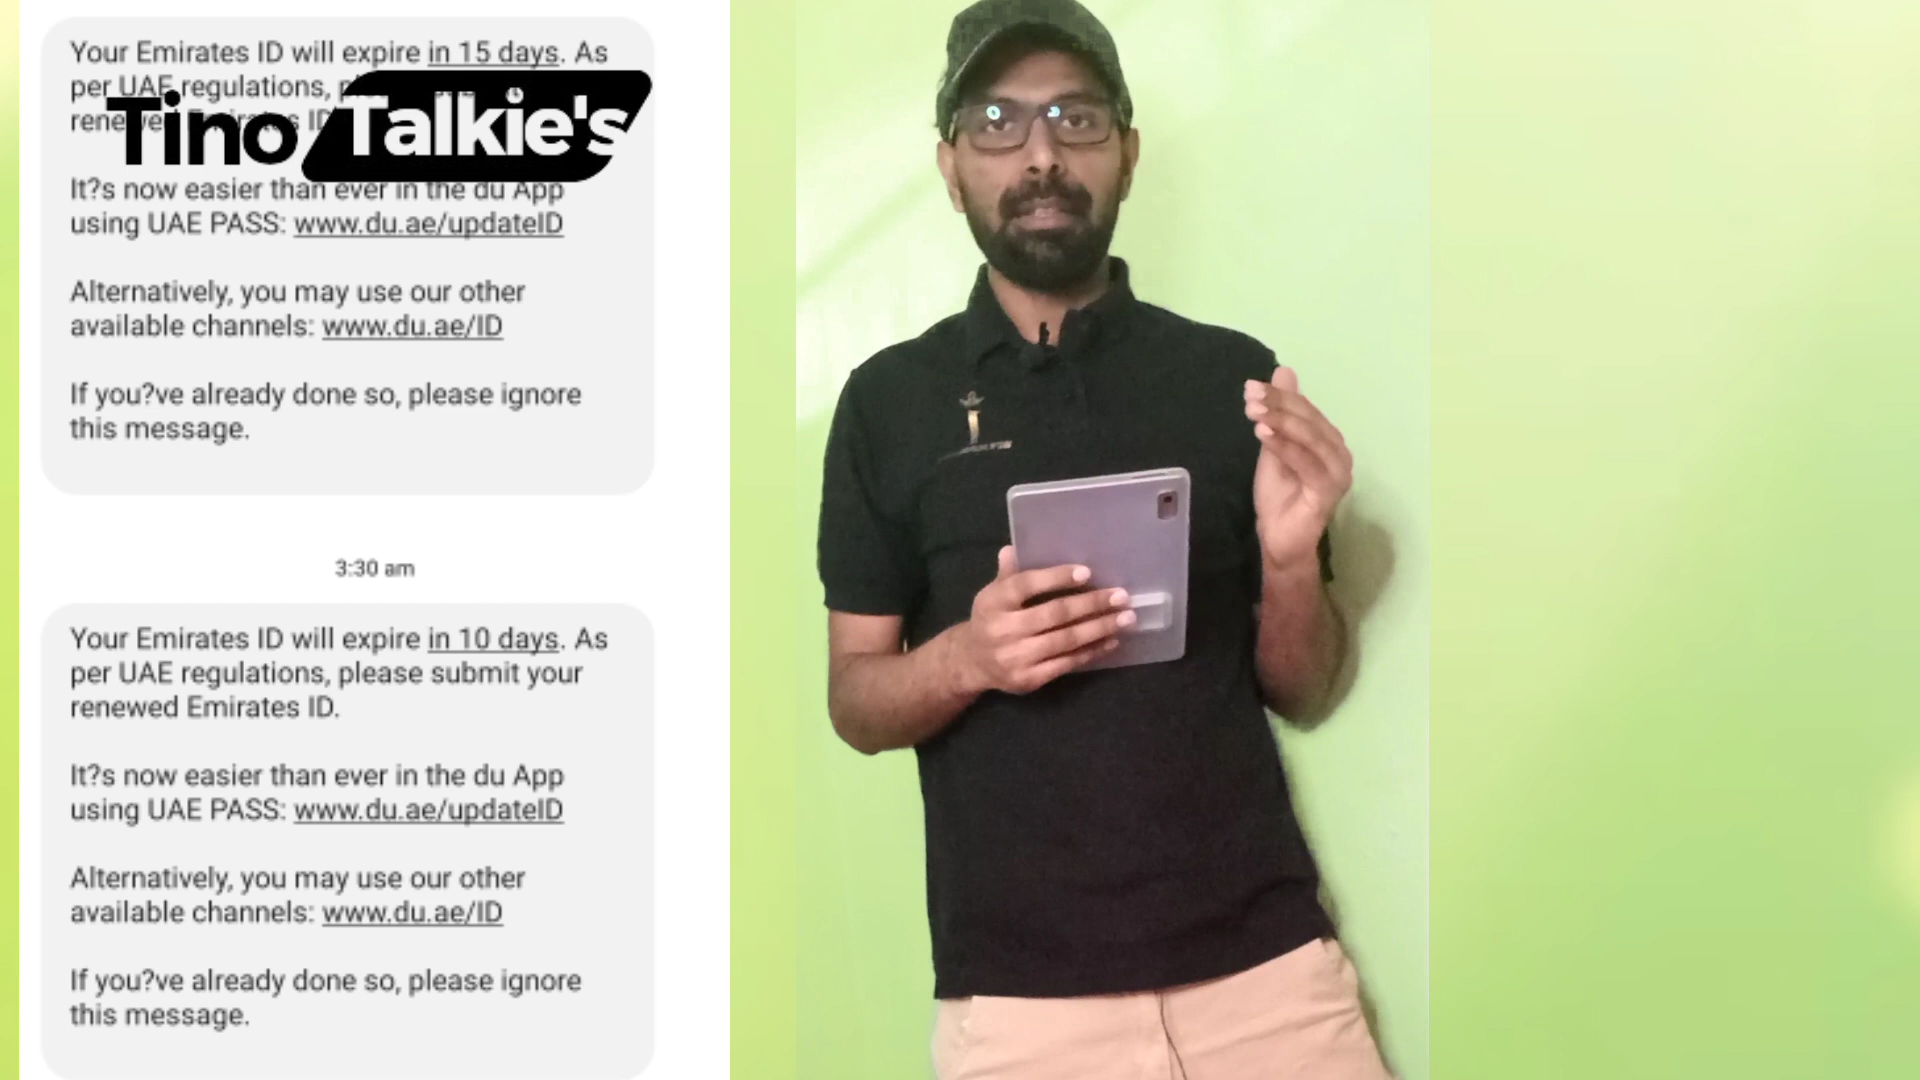 Your Emirates ID will expire in 15 days. As
per UAE regulations,
Tino Talkie's
It?s now easier than ever in the du App
using UAE PASS: www.du.ae/updateID
Alternatively, you may use our other
available channels: www.du.ae/ID
If you?ve already done so, please ignore
this message.
3:30 am
Your Emirates ID will expire in 10 days. As
per UAE regulations, please submit your
renewed Emirates ID.
It?s now easier than ever in the du App
using UAE PASS: www.du.ae/updateID
Alternatively, you may use our other
available channels: www.du.ae/ID
If you?ve already done so, please ignore
this message.